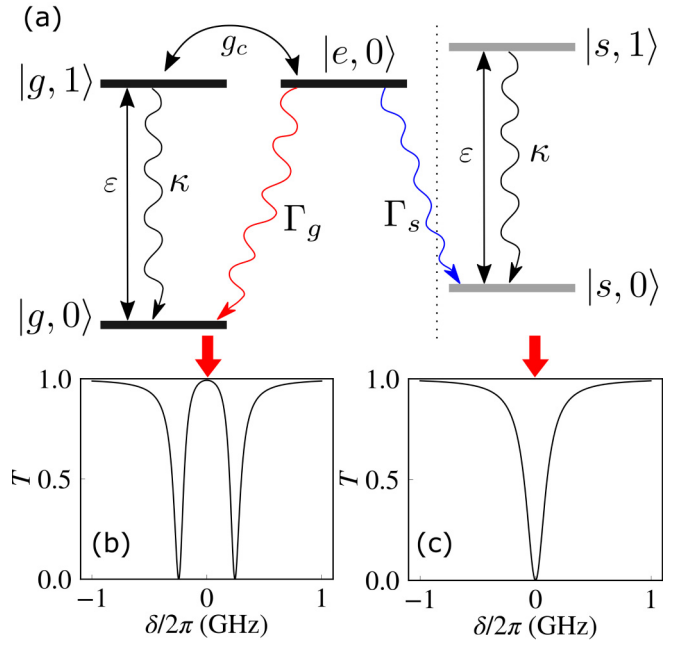 (a)
g_c
|g, 1⟩
|e, 0⟩
|s, 1⟩
ε
κ
Γ_g
Γ_s
ε
κ
|g, 0⟩
|s, 0⟩
1.0
0.5
0.0
T
(b)
−1
0
1
δ/2π (GHz)
1.0
0.5
0.0
T
(c)
−1
0
1
δ/2π (GHz)